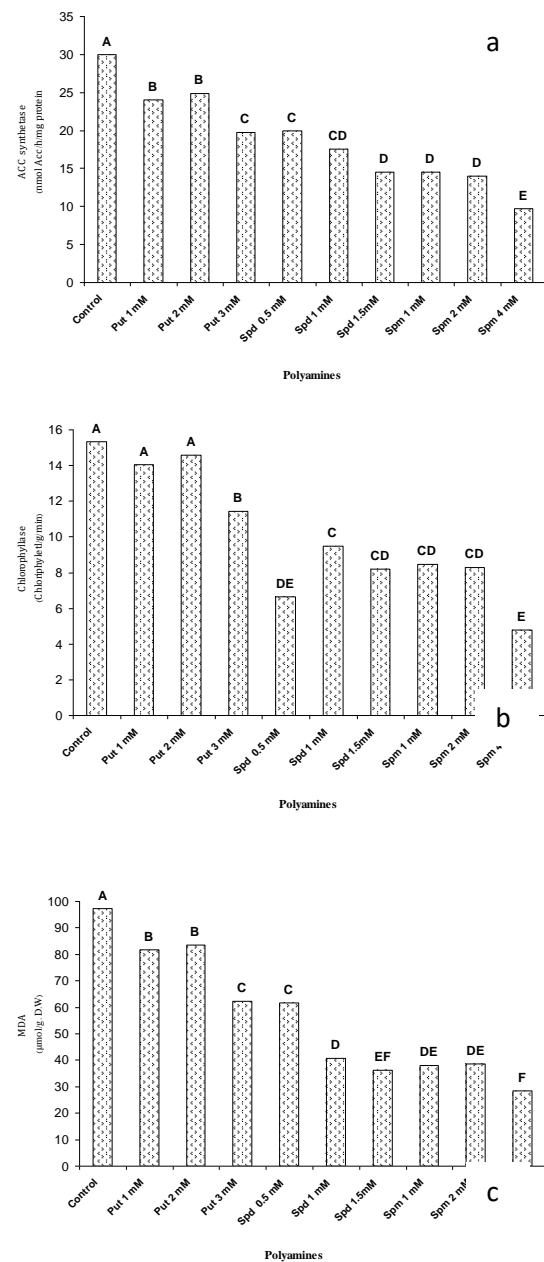 a
ACC synthetase
(nmol Acc/h/mg protein
35
30
25
20
15
10
5
0
A
B
B
C
C
CD
D
D
D
E
Control
Put 1 mM
Put 2 mM
Put 3 mM
Spd 0.5 mM
Spd 1 mM
Spd 1.5mM
Spm 1 mM
Spm 2 mM
Spm 4 mM
Polyamines
Chlorophyllase
16
14
12
10
8
6
4
2
0
A
A
A
B
DE
C
CD
CD
CD
E
b
Control
Put 1 mM
Put 2 mM
Put 3 mM
Spd 0.5 mM
Spd 1 mM
Spd 1.5mM
Spm 1 mM
Spm 2 mM
Spm
Polyamines
MDA
(µmol/g. D.W)
100
90
80
70
60
50
40
30
20
10
0
A
B
B
C
C
D
EF
DE
DE
F
c
Control
Put 1 mM
Put 2 mM
Put 3 mM
Spd 0.5 mM
Spd 1 mM
Spd 1.5mM
Spm 1 mM
Spm 2 mM
Polyamines